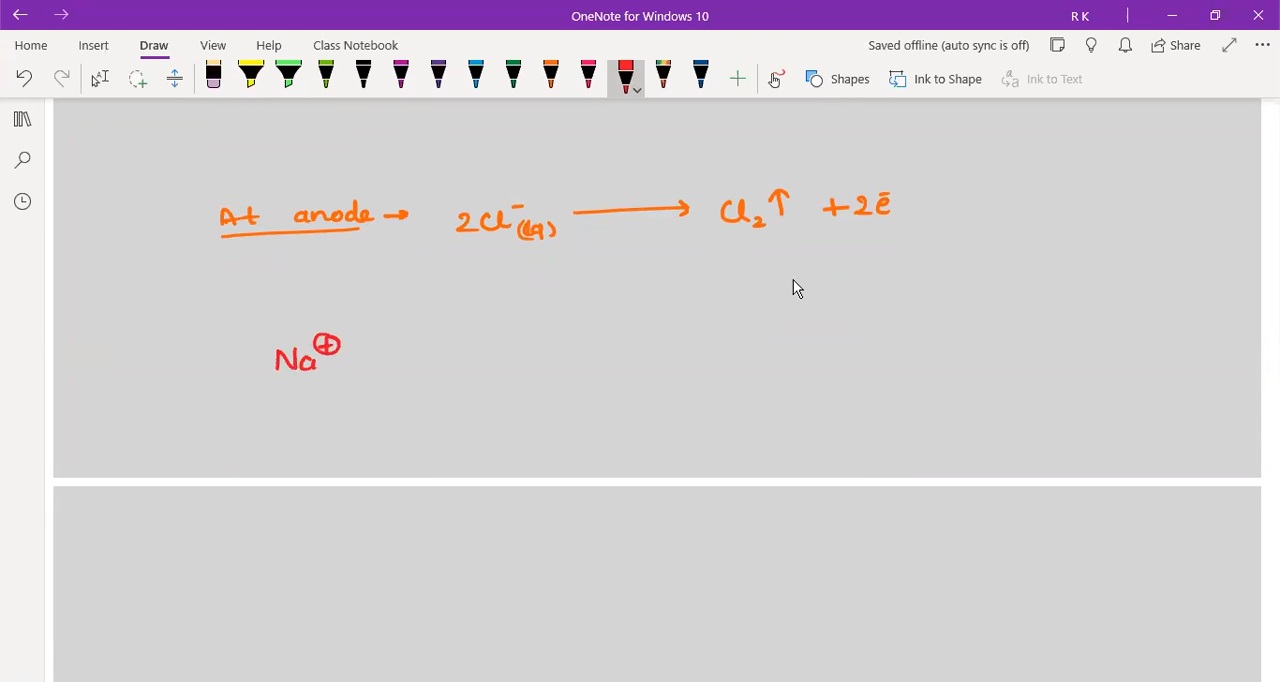 OneNote for Windows 10
R K
Home Insert Draw View Help Class Notebook
Saved offline (auto sync is off) Share
Shapes Ink to Shape Ink to Text
At anode → 2Cl⁻(aq) ⟶ Cl₂↑ + 2e̅
Na⊕